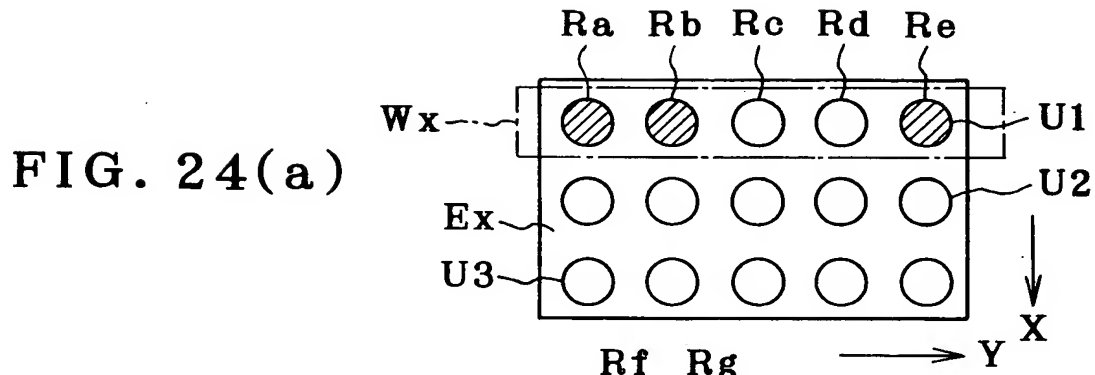 Ra Rb Rc Rd Re
Wx U1
FIG. 24(a)
U2
Ex
U3
X
Rf Rg Y